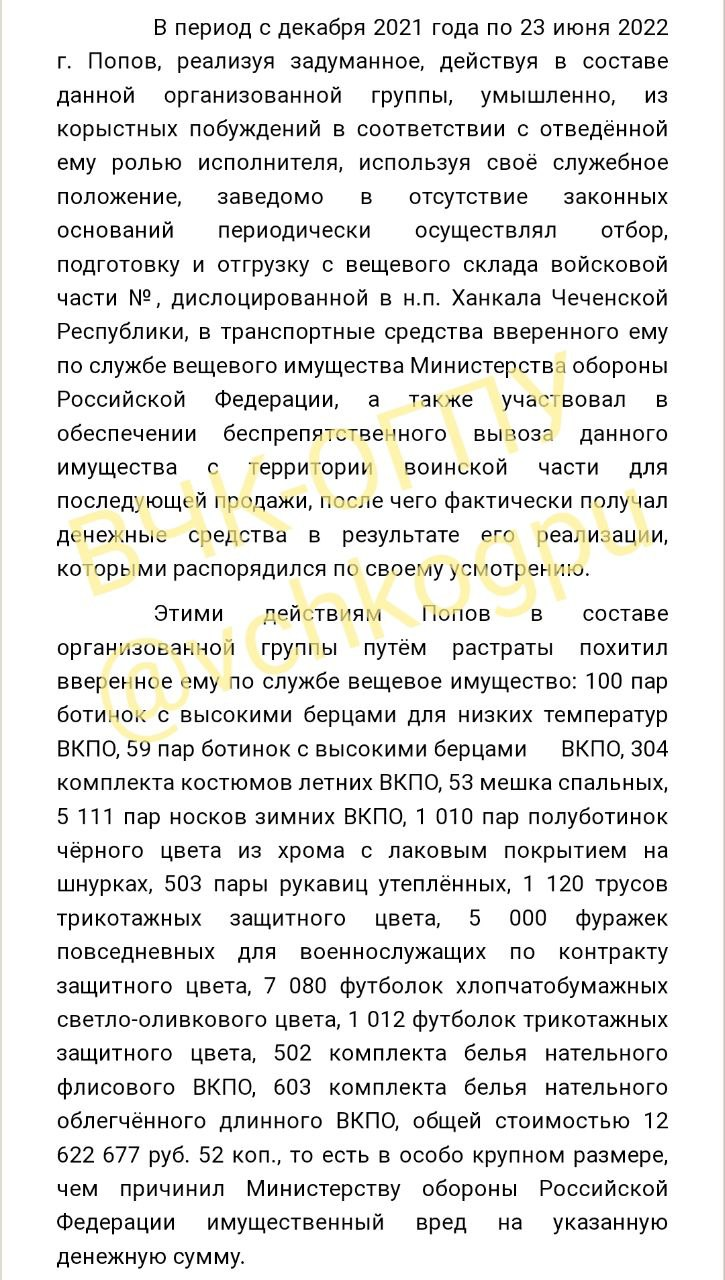 В период с декабря 2021 года по 23 июня 2022
г. Попов, реализуя задуманное, действуя в составе
данной организованной группы, умышленно, из
корыстных побуждений в соответствии с отведённой
ему ролью исполнителя, используя своё служебное
положение, заведомо в отсутствие законных
оснований периодически осуществлял отбор,
подготовку и отгрузку с вещевого склада войсковой
части №, дислоцированной в н.п. Ханкала Чеченской
Республики, в транспортные средства вверенного ему
по службе вещевого имущества Министерства обороны
Российской Федерации, а также участвовал в
обеспечении беспрепятственного вывоза данного
имущества с территории воинской части для
последующей продажи, после чего фактически получал
денежные средства в результате его реализации,
которыми распорядился по своему усмотрению.
Этими действиям Попов в составе
организованной группы путём растраты похитил
вверенное ему по службе вещевое имущество: 100 пар
ботинок с высокими берцами для низких температур
ВКПО, 59 пар ботинок с высокими берцами ВКПО, 304
комплекта костюмов летних ВКПО, 53 мешка спальных,
5 111 пар носков зимних ВКПО, 1 010 пар полуботинок
чёрного цвета из хрома с лаковым покрытием на
шнурках, 503 пары рукавиц утеплённых, 1 120 трусов
трикотажных защитного цвета, 5 000 фуражек
повседневных для военнослужащих по контракту
защитного цвета, 7 080 футболок хлопчатобумажных
светло-оливкового цвета, 1 012 футболок трикотажных
защитного цвета, 502 комплекта белья нательного
флисового ВКПО, 603 комплекта белья нательного
облегчённого длинного ВКПО, общей стоимостью 12
622 677 руб. 52 коп., то есть в особо крупном размере,
чем причинил Министерству обороны Российской
Федерации имущественный вред на указанную
денежную сумму.
ВЧК-ОГПУ
@vchkogpu